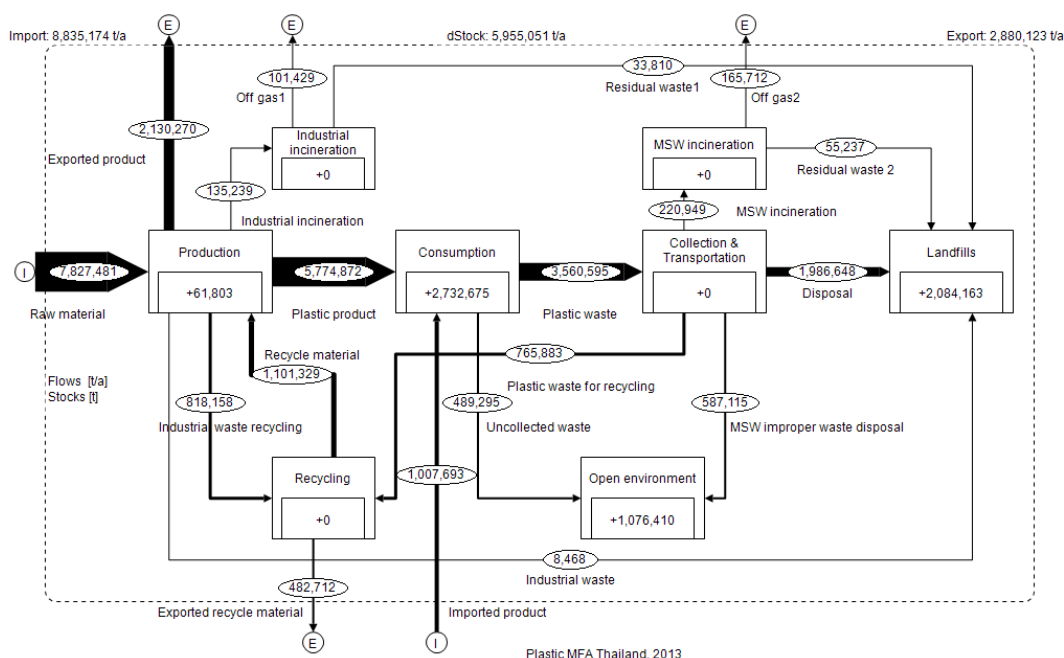 E
E
E
Import: 8,835,174 t/a
dStock: 5,955,051 t/a
Export: 2,880,123 t/a
33,810
Residual waste1
101,429
Off gas1
165,712
Off gas2
2,130,270
Exported product
Industrial
incineration
+0
MSW incineration
+0
55,237
Residual waste 2
135,239
Industrial incineration
220,949
MSW incineration
I
7,827,481
Raw material
Production
+61,803
5,774,872
Plastic product
Consumption
+2,732,675
3,560,595
Plastic waste
Collection &
Transportation
+0
1,986,648
Disposal
Landfills
+2,084,163
Recycle material
1,101,329
765,883
Plastic waste for recycling
Flows [t/a]
Stocks [t]
818,158
Industrial waste recycling
489,295
Uncollected waste
587,115
MSW improper waste disposal
Recycling
+0
1,007,693
Open environment
+1,076,410
8,468
Industrial waste
482,712
Exported recycle material
Imported product
E
I
Plastic MFA Thailand, 2013